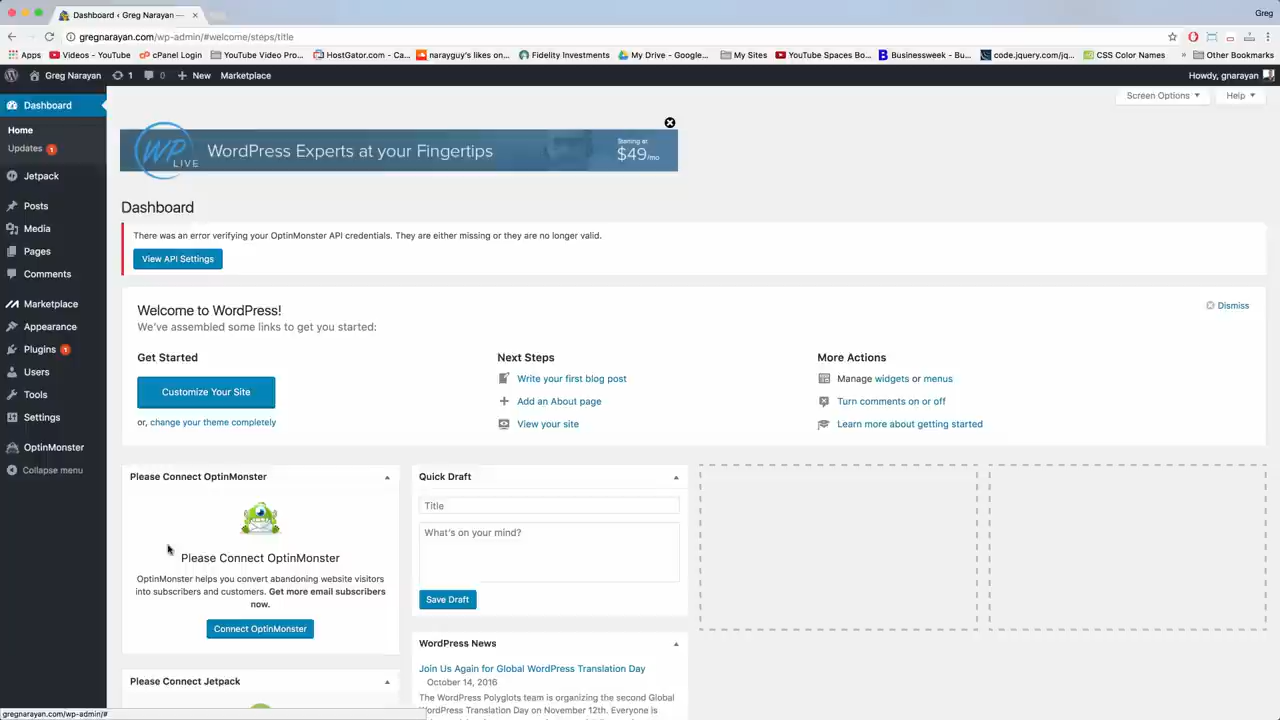 Dashboard ‹ Greg Narayan —
Greg
gregnarayan.com/wp-admin/#welcome/steps/title
Apps
Videos - YouTube
cPanel Login
YouTube Video Pro...
HostGator.com - Ca...
narayguy's likes on...
Fidelity Investments
My Drive - Google...
My Sites
YouTube Spaces Bo...
Businessweek - Bu...
code.jquery.com/jq...
CSS Color Names
»
Other Bookmarks
Greg Narayan
1
0
New
Marketplace
Howdy, gnarayan
Dashboard
Home
Updates 1
Jetpack
Posts
Media
Pages
Comments
Marketplace
Appearance
Plugins 1
Users
Tools
Settings
OptinMonster
Collapse menu
Screen Options
Help
WP LIVE
WordPress Experts at your Fingertips
Starting at
$49/mo
Dashboard
There was an error verifying your OptinMonster API credentials. They are either missing or they are no longer valid.
View API Settings
Welcome to WordPress!
We've assembled some links to get you started:
Dismiss
Get Started
Customize Your Site
or, change your theme completely
Next Steps
Write your first blog post
Add an About page
View your site
More Actions
Manage widgets or menus
Turn comments on or off
Learn more about getting started
Please Connect OptinMonster
Please Connect OptinMonster
OptinMonster helps you convert abandoning website visitors
into subscribers and customers. Get more email subscribers
now.
Connect OptinMonster
Please Connect Jetpack
Quick Draft
Title
What's on your mind?
Save Draft
WordPress News
Join Us Again for Global WordPress Translation Day
October 14, 2016
The WordPress Polyglots team is organizing the second Global
WordPress Translation Day on November 12th. Everyone is
gregnarayan.com/wp-admin/#